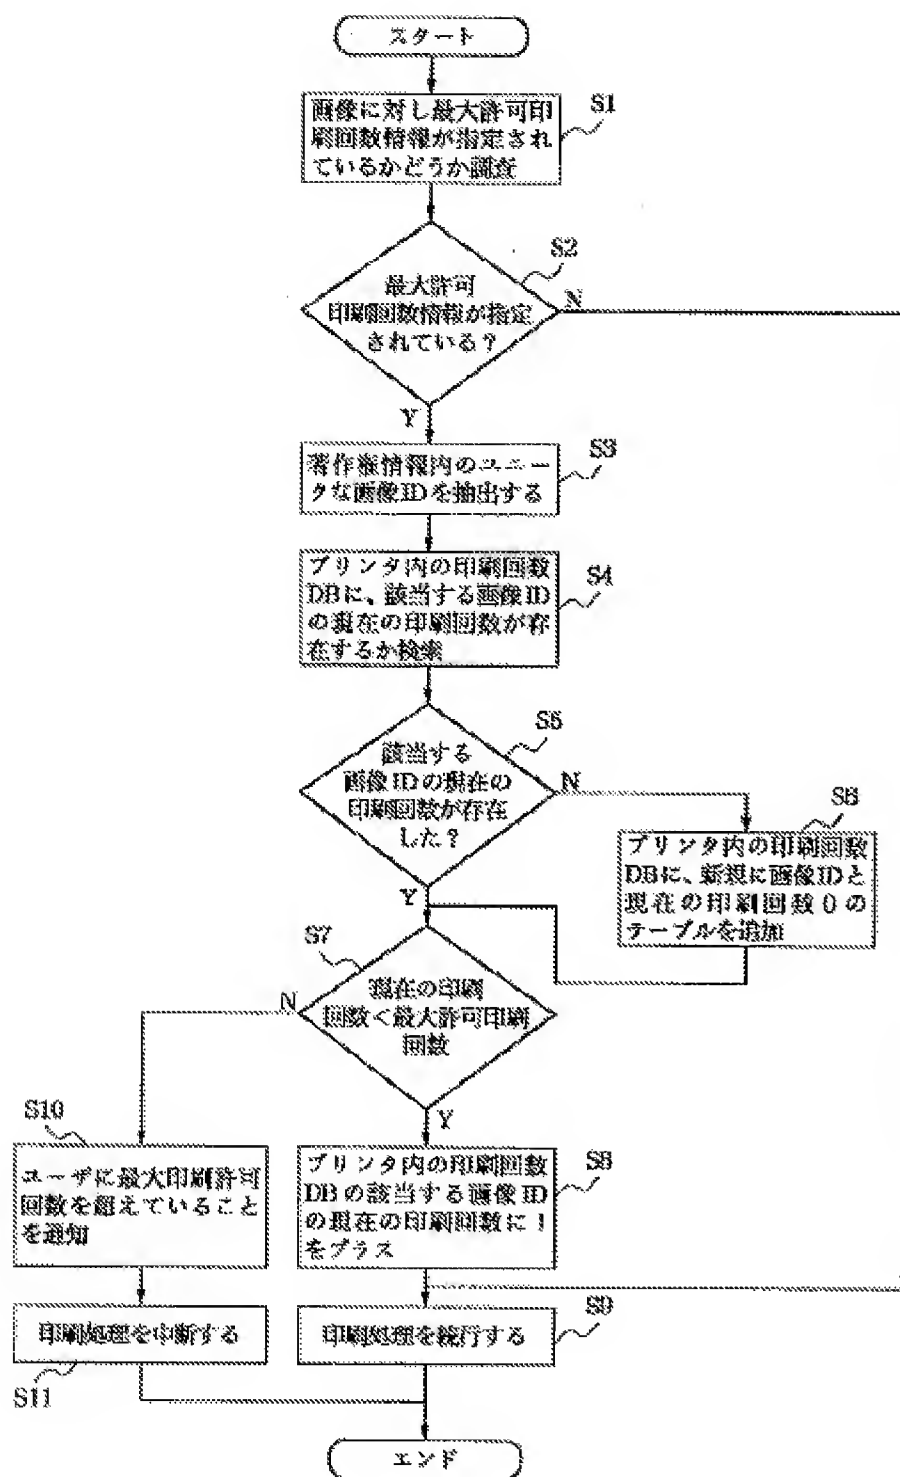 スタート
S1
画像に対し最大許可印
刷回数情報が指定され
ているかどうか調査
S2
最大許可
印刷回数情報が指定
されている？
N
Y
S3
著作権情報内のユニー
クな画像IDを抽出する
S4
プリンタ内の印刷回数
DBに、該当する画像ID
の現在の印刷回数が存
在するか検索
S5
該当する
画像IDの現在の
印刷回数が存在
した？
N
Y
S6
プリンタ内の印刷回数
DBに、新規に画像IDと
現在の印刷回数0の
テーブルを追加
S7
現在の印刷
回数＜最大許可印刷
回数
N
Y
S8
プリンタ内の印刷回数
DBの該当する画像ID
の現在の印刷回数に1
をプラス
S10
ユーザに最大印刷許可
回数を超えていること
を通知
S9
印刷処理を続行する
印刷処理を中断する
S11
エンド